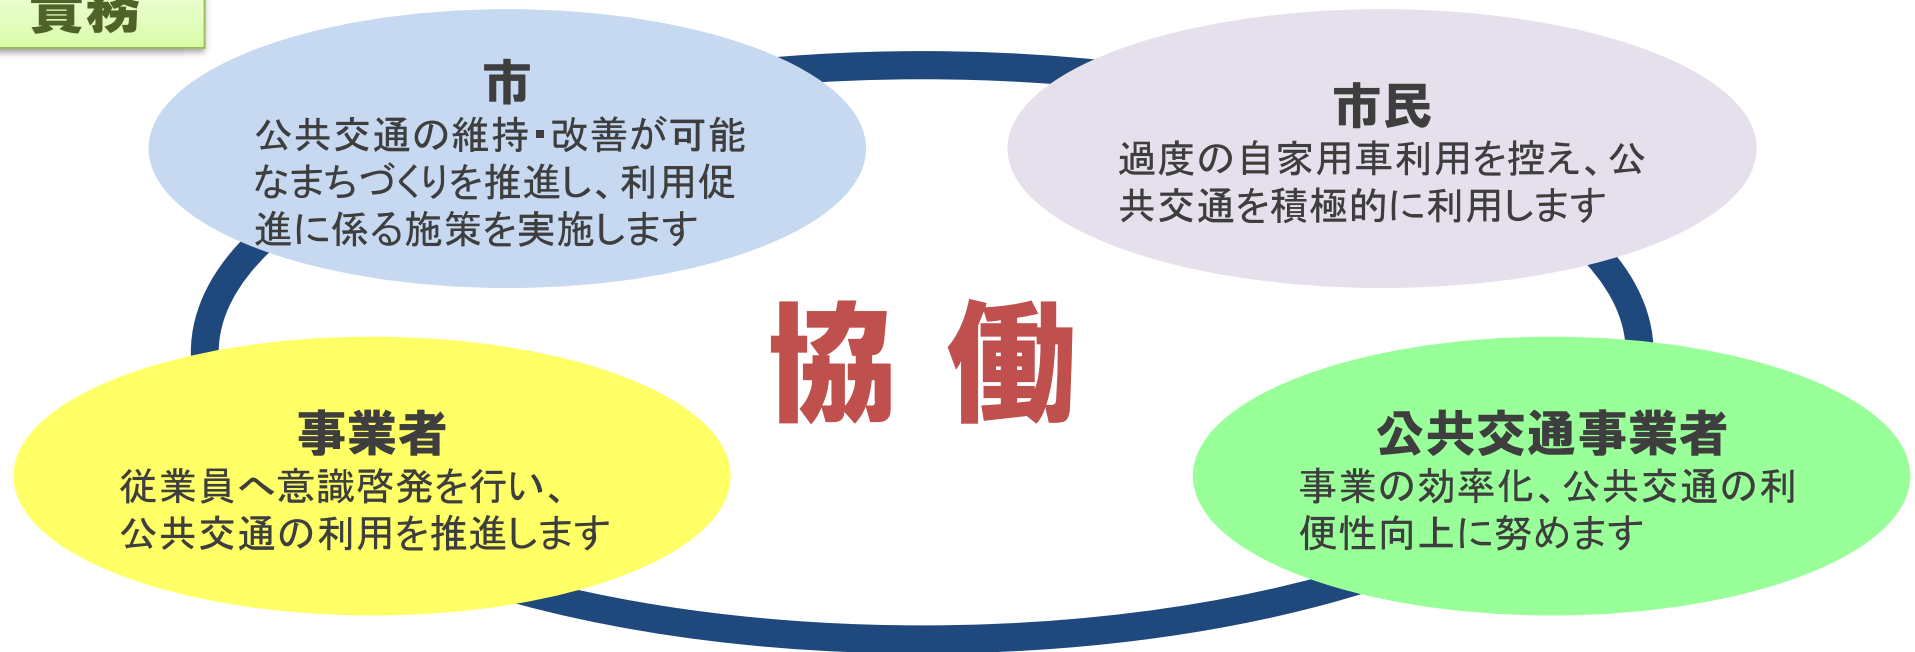 責務
市
公共交通の維持・改善が可能
なまちづくりを推進し、利用促
進に係る施策を実施します
市民
過度の自家用車利用を控え、公
共交通を積極的に利用します
協働
事業者
従業員へ意識啓発を行い、
公共交通の利用を推進します
公共交通事業者
事業の効率化、公共交通の利
便性向上に努めます